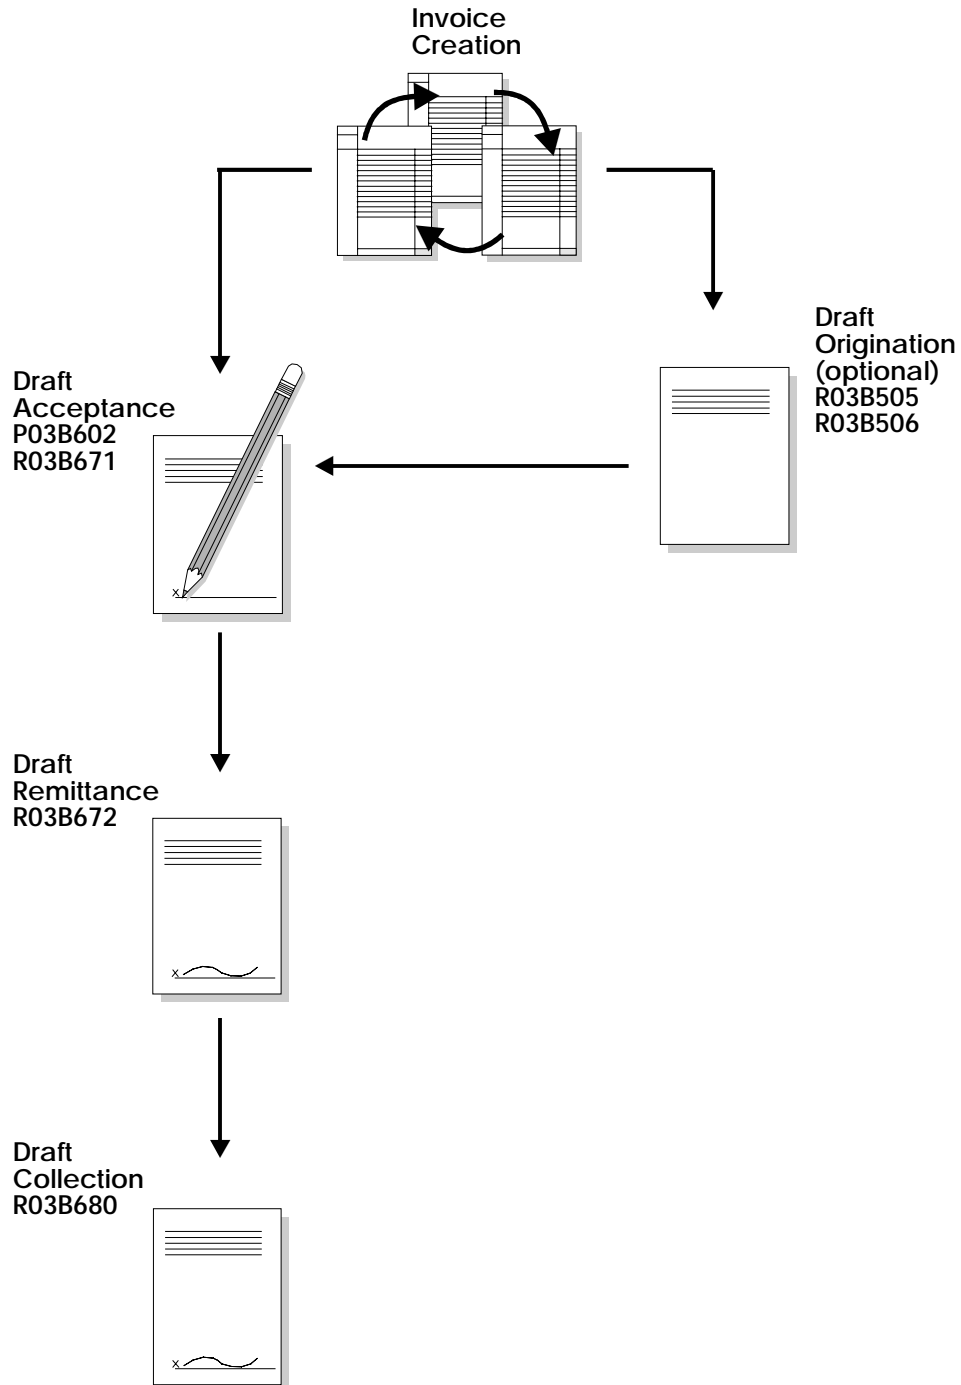 Invoice
Creation
Draft
Origination
(optional)
R03B505
R03B506
Draft
Acceptance
P03B602
R03B671
x
Draft
Remittance
R03B672
x
Draft
Collection
R03B680
x